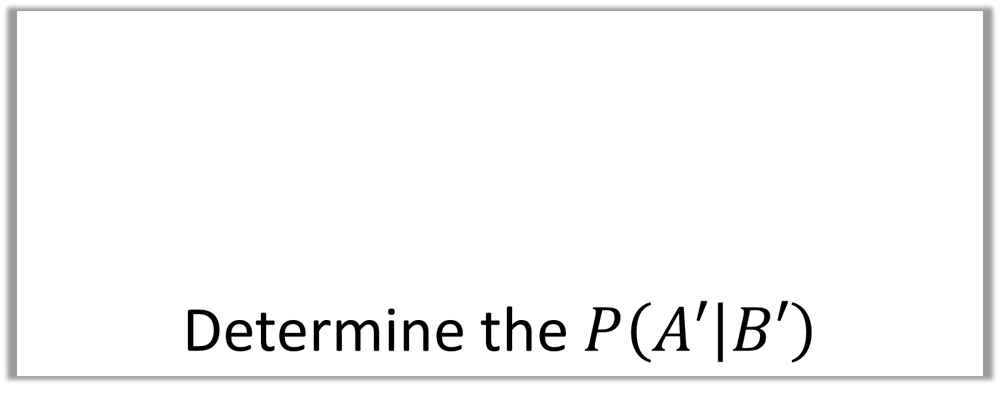 Determine the P(A′|B′)